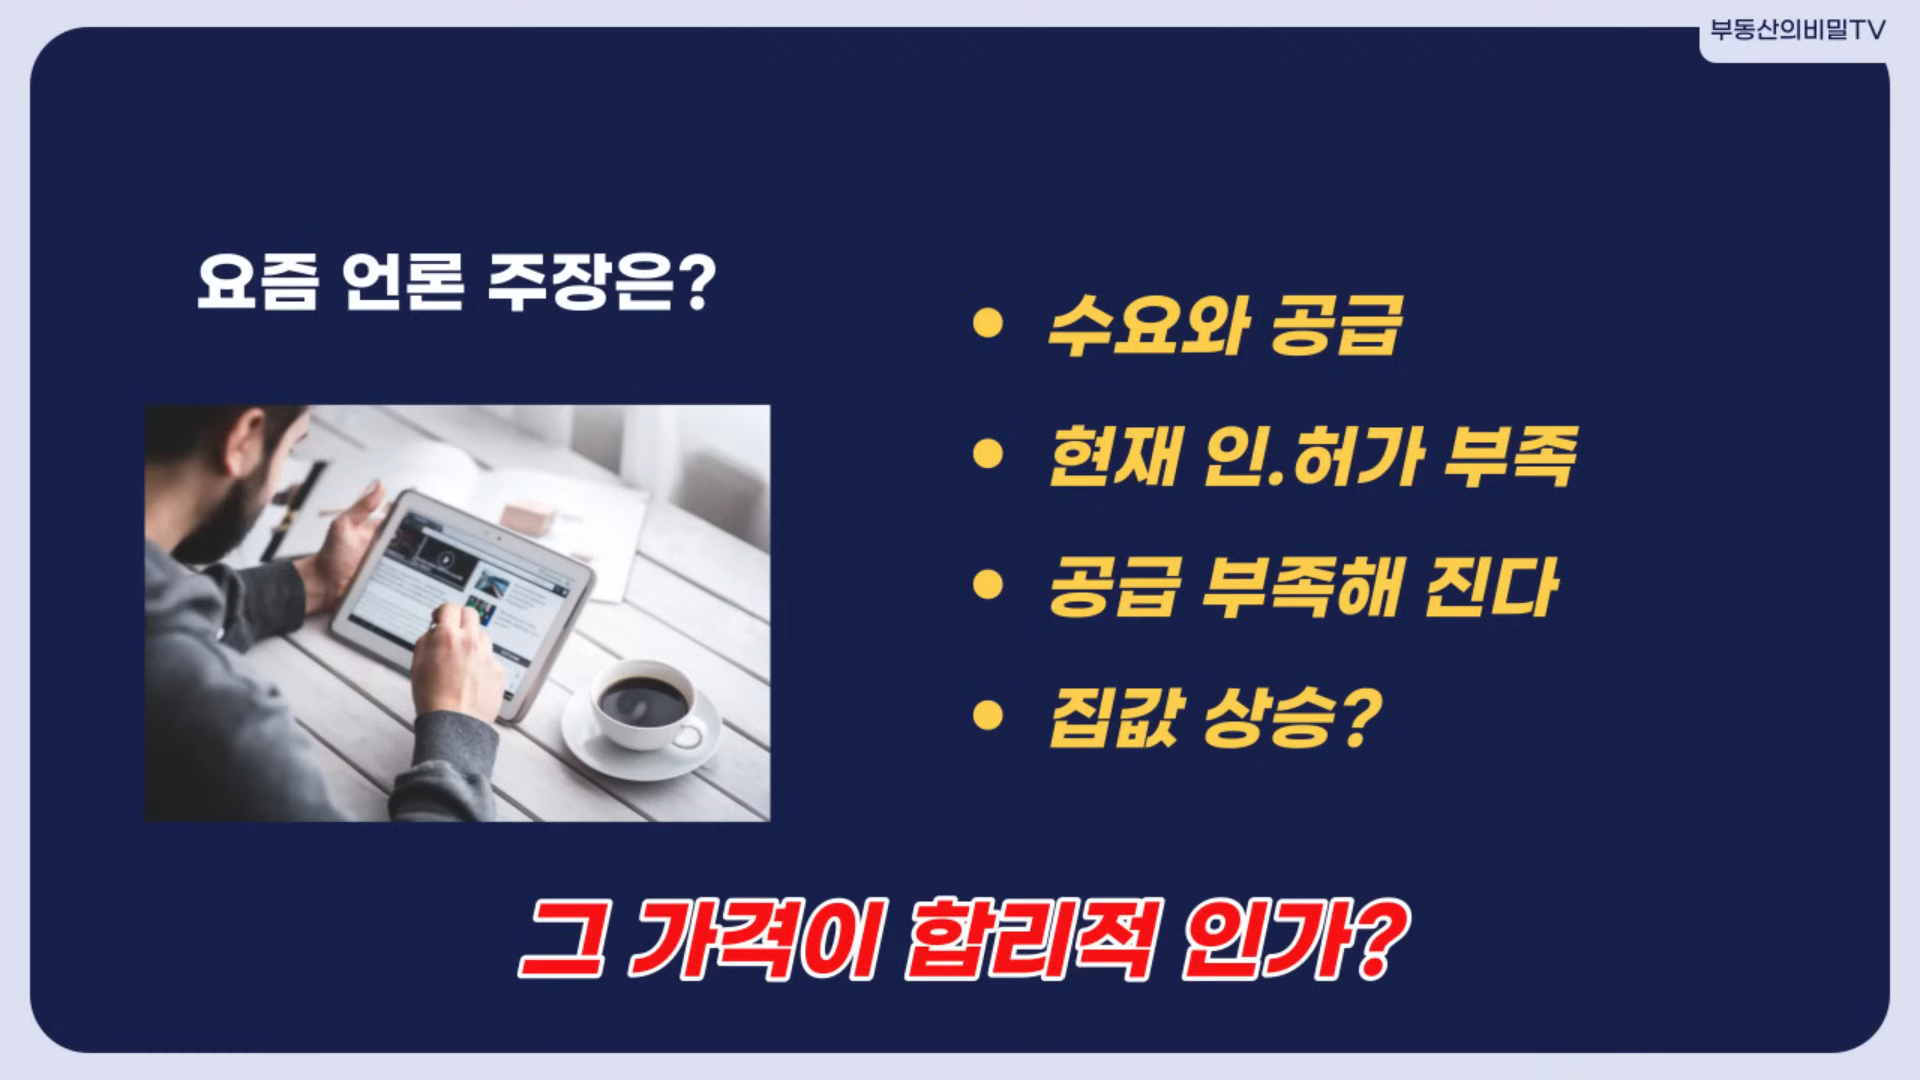 부동산의비밀TV
요즘 언론 주장은?
• 수요와 공급
• 현재 인.허가 부족
• 공급 부족해 진다
• 집값 상승?
그 가격이 합리적 인가?